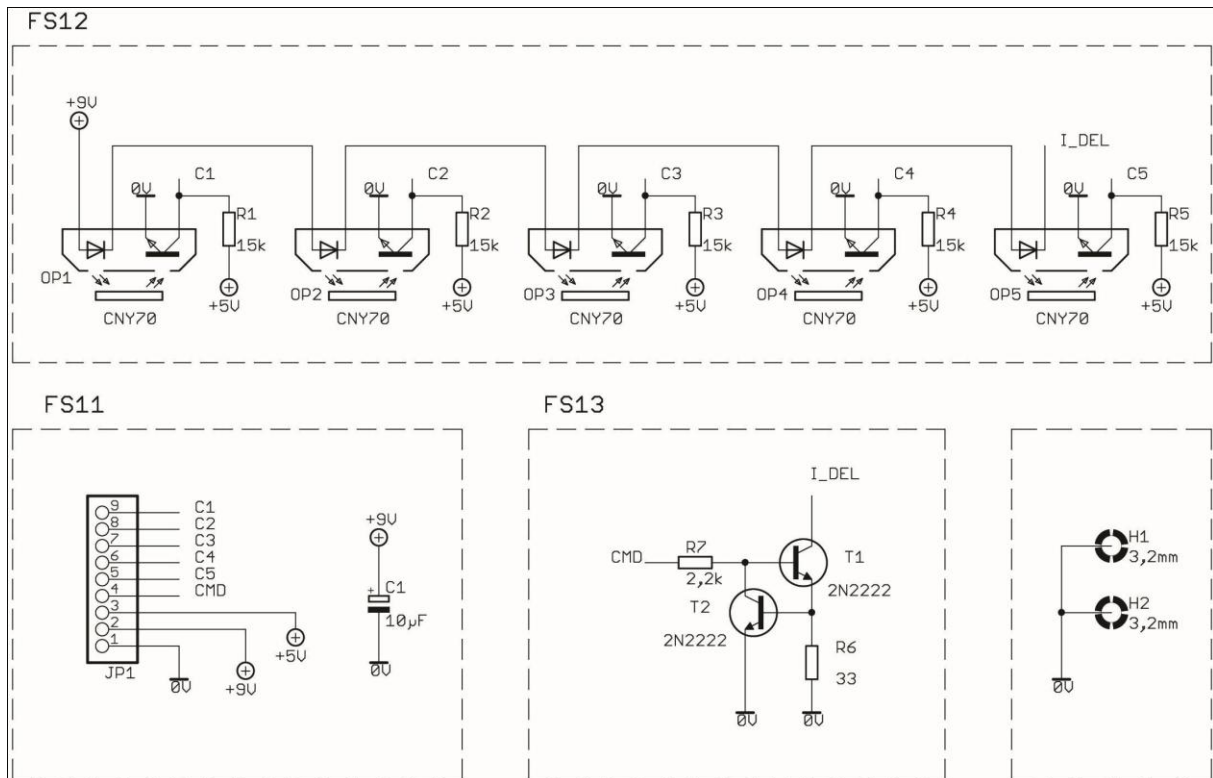 FS12
+9V
I_DEL
0V C1 0V C2 0V C3 0V C4 0V C5
R1 R2 R3 R4 R5
15k 15k 15k 15k 15k
OP1 OP2 OP3 OP4 OP5
+5V +5V +5V +5V +5V
CNY70 CNY70 CNY70 CNY70 CNY70
FS11
9 C1
8 C2
7 C3
6 C4
5 C5
4 CMD
3
2
1
JP1
0V
+9V
+5V
+9V
+ C1
10µF
0V
FS13
I_DEL
CMD
R7
2,2k
T1
2N2222
T2
2N2222
R6
33
0V
0V
H1
3,2mm
H2
3,2mm
0V